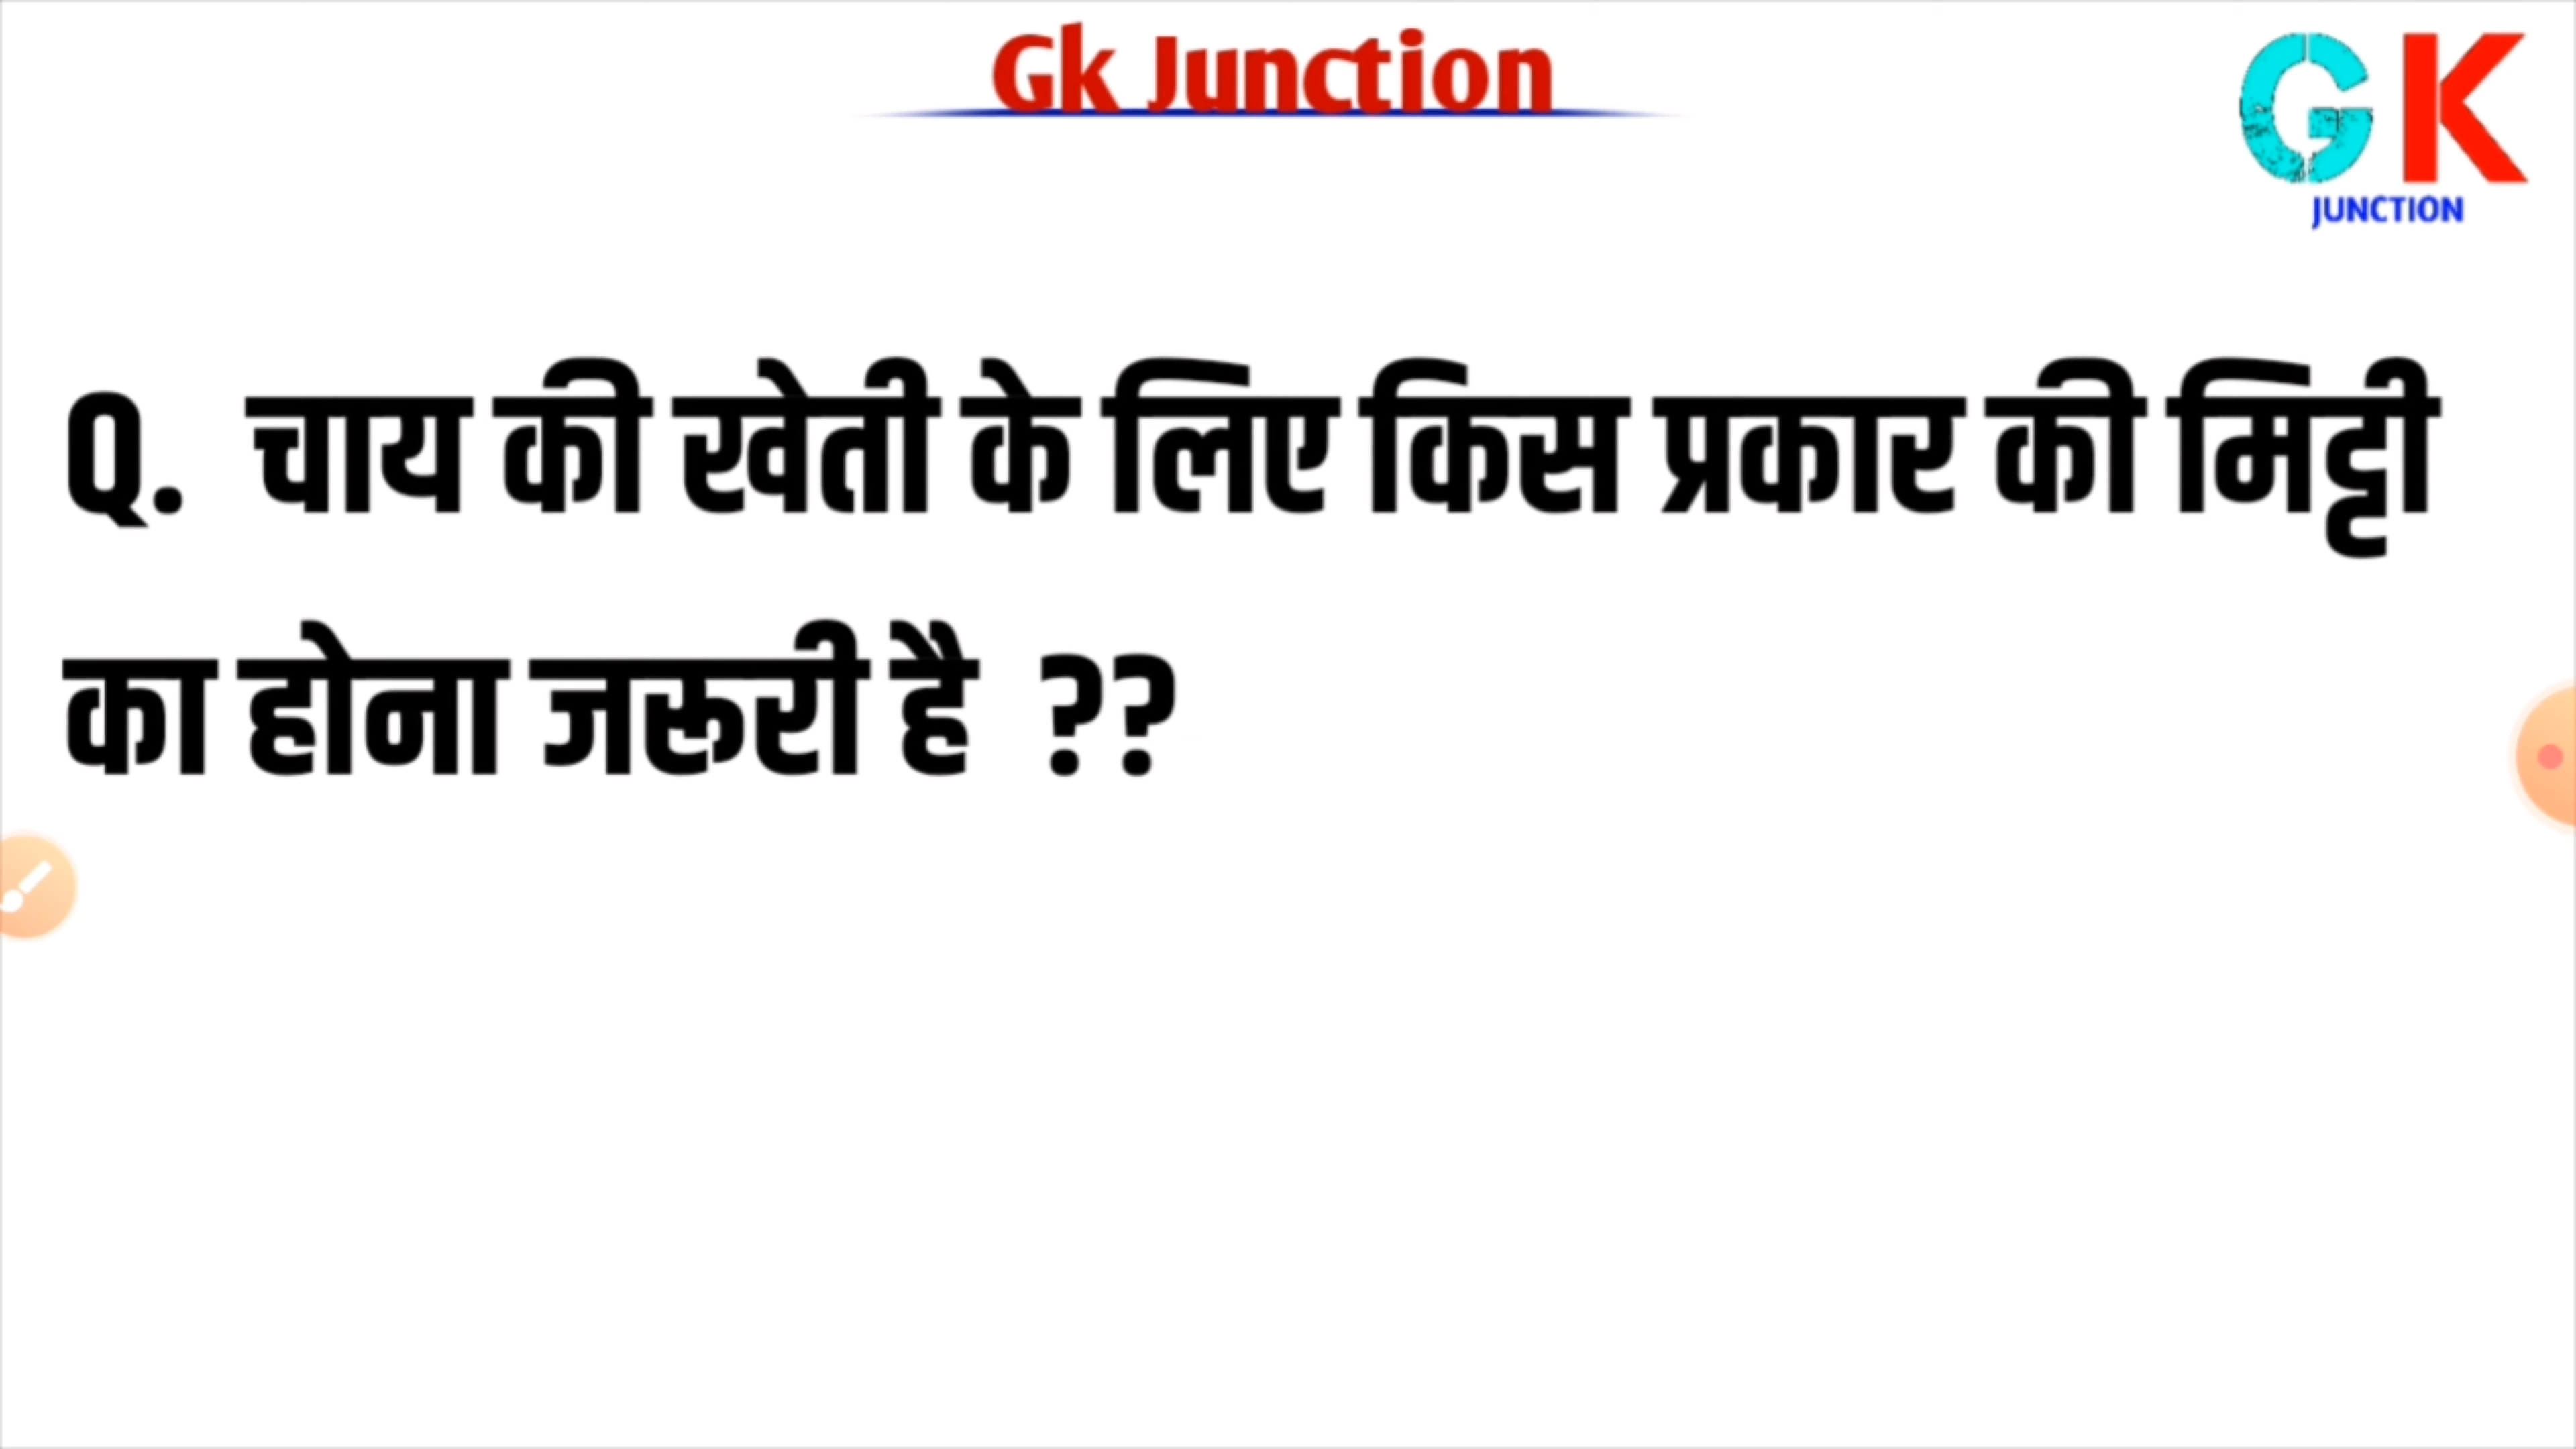 Gk Junction
GK
JUNCTION
Q. चाय की खेती के लिए किस प्रकार की मिट्टी
का होना जरूरी है ??